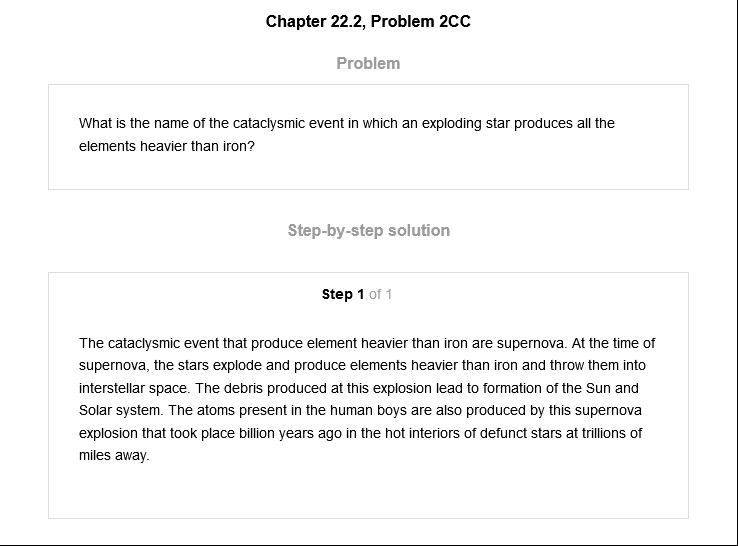 Chapter 22.2, Problem 2CC
Problem
What is the name of the cataclysmic event in which an exploding star produces all the
elements heavier than iron?
Step-by-step solution
Step 1 of 1
The cataclysmic event that produce element heavier than iron are supernova. At the time of
supernova, the stars explode and produce elements heavier than iron and throw them into
interstellar space. The debris produced at this explosion lead to formation of the Sun and
Solar system. The atoms present in the human boys are also produced by this supernova
explosion that took place billion years ago in the hot interiors of defunct stars at trillions of
miles away.